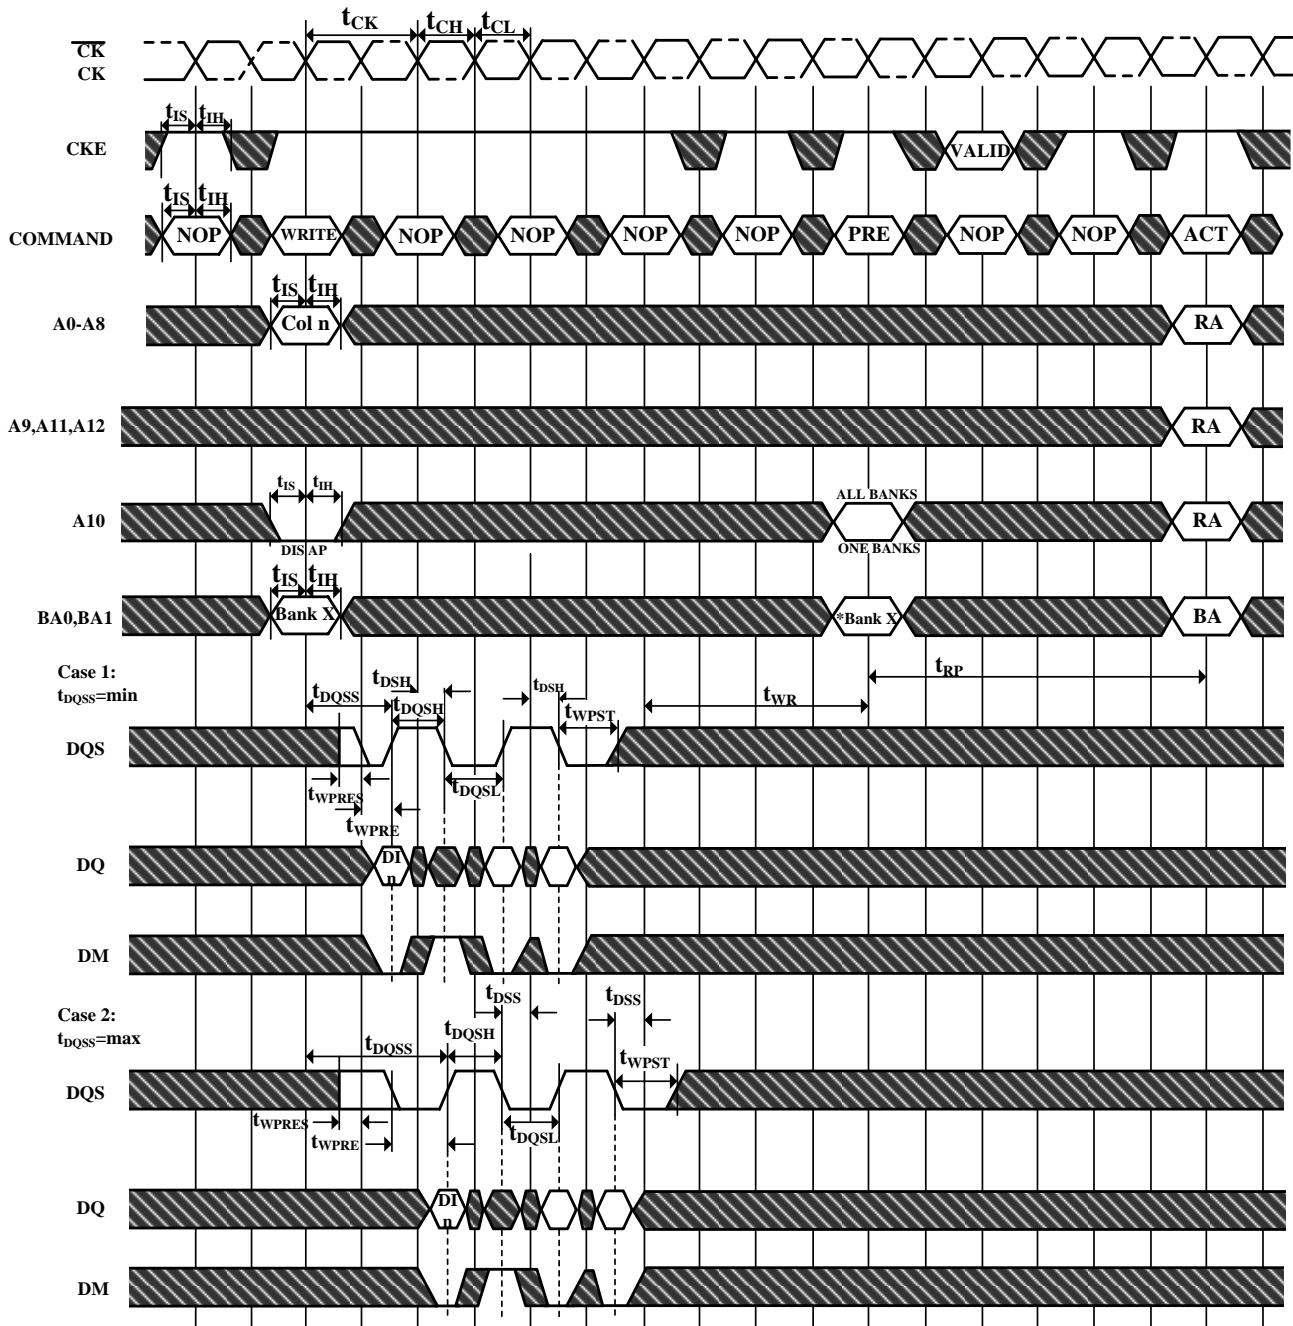 tCK tCH tCL
CK
CK
tIS tIH
CKE VALID
tIS tIH
COMMAND NOP WRITE NOP NOP NOP NOP PRE NOP NOP ACT
tIS tIH
A0-A8 Col n RA
A9,A11,A12 RA
tIS tIH ALL BANKS
A10 RA
DIS AP ONE BANKS
tIS tIH
BA0,BA1 Bank X *Bank X BA
Case 1:
tDQSS=min
tDSH tDSH tRP
tDQSS tDQSH tWPST tWR
DQS
tWPRES tDQSL
tWPRE
DQ DI n
DM
Case 2:
tDQSS=max
tDSS tDSS
tDQSS tDQSH tWPST
DQS
tWPRES tDQSL
tWPRE
DQ DI n
DM